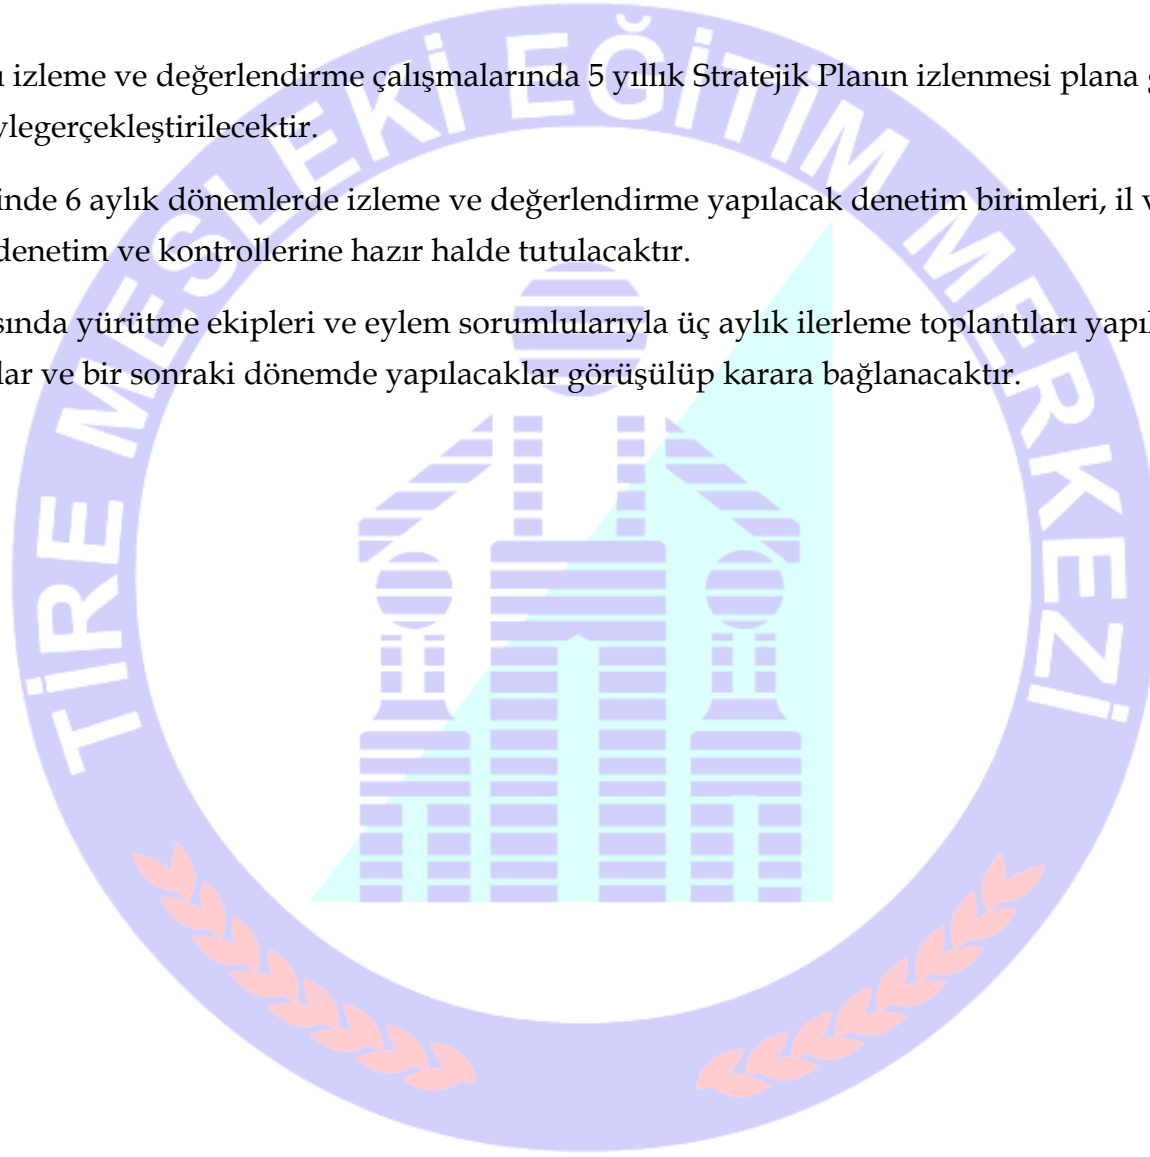 izleme ve değerlendirme çalışmalarında 5 yıllık Stratejik Planın izlenmesi plana
ylegerçekleştirilecektir.
inde 6 aylık dönemlerde izleme ve değerlendirme yapılacak denetim birimleri, il v
denetim ve kontrollerine hazır halde tutulacaktır.
sında yürütme ekipleri ve eylem sorumlularıyla üç aylık ilerleme toplantıları yapıl
lar ve bir sonraki dönemde yapılacaklar görüşülüp karara bağlanacaktır.
TİRE MESLEKİ EĞİTİM MERKEZİ